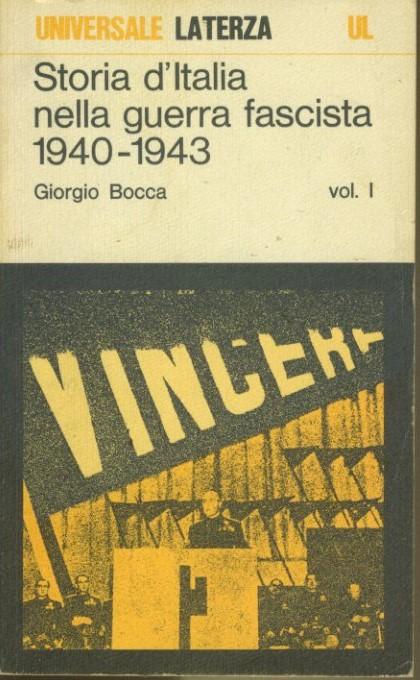 UNIVERSALE LATERZA UL
Storia d'Italia
nella guerra fascista
1940-1943
Giorgio Bocca vol. I
VINCERE